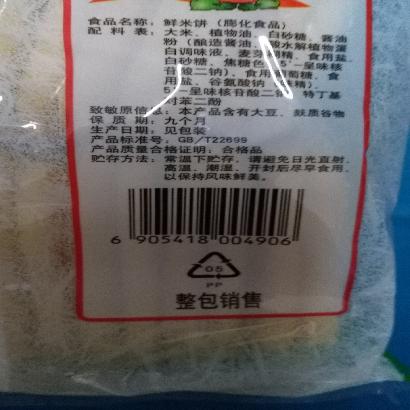 食品名称：鲜米饼（膨化食品）
配 料 表：大米、植物油、白砂糖、酱油
粉（酿造酱油、酸水解植物蛋
白调味液、麦芽糊精、食用盐
白砂糖、焦糖色、5'-呈味核
苷酸二钠）、食用葡萄糖、食
用盐、谷氨酸钠（味精）、
5'-呈味核苷酸二钠、特丁基
对苯二酚
致敏原信息：本产品含有大豆、麸质谷物
保 质 期：九个月
生产日期：见包装
产品标准号：GB/T22699
产品质量合格证明：合格品
贮存方法：常温下贮存，请避免日光直射、
高温、潮湿、开封后尽早食用，
以保持风味鲜美。
6 905418 004906
05
PP
整包销售